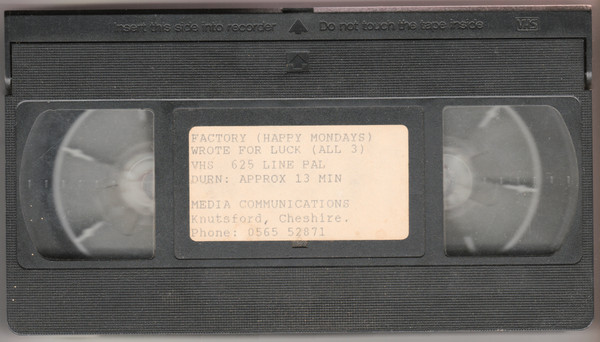 Insert this side into recorder Do not touch the tape inside VHS
FACTORY (HAPPY MONDAYS)
WROTE FOR LUCK (ALL 3)
VHS 625 LINE PAL
DURN: APPROX 13 MIN
MEDIA COMMUNICATIONS
Knutsford, Cheshire.
Phone: 0565 52871